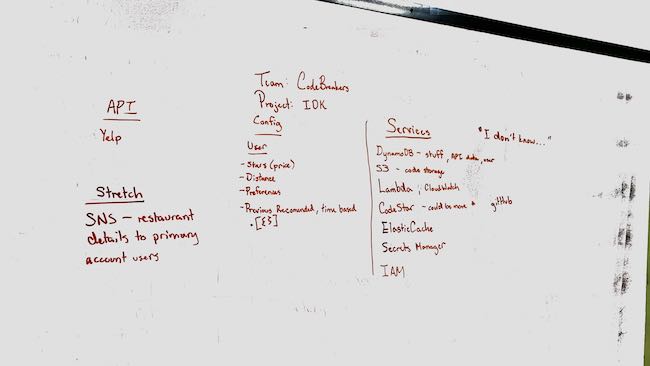 Team: CodeBreakers
Project: IDK
Config
User
- Stars (price)
- Distance
- Preferences
- Previous Recomended, time based
. [{}]
API
Yelp
Stretch
SNS – restaurant
details to primary
account users
Services
"I don't know..."
DynamoDB - stuff, API data, user
S3 - code storage
Lambda, Cloudwatch
CodeStar - could be more * gitHub
ElasticCache
Secrets Manager
IAM